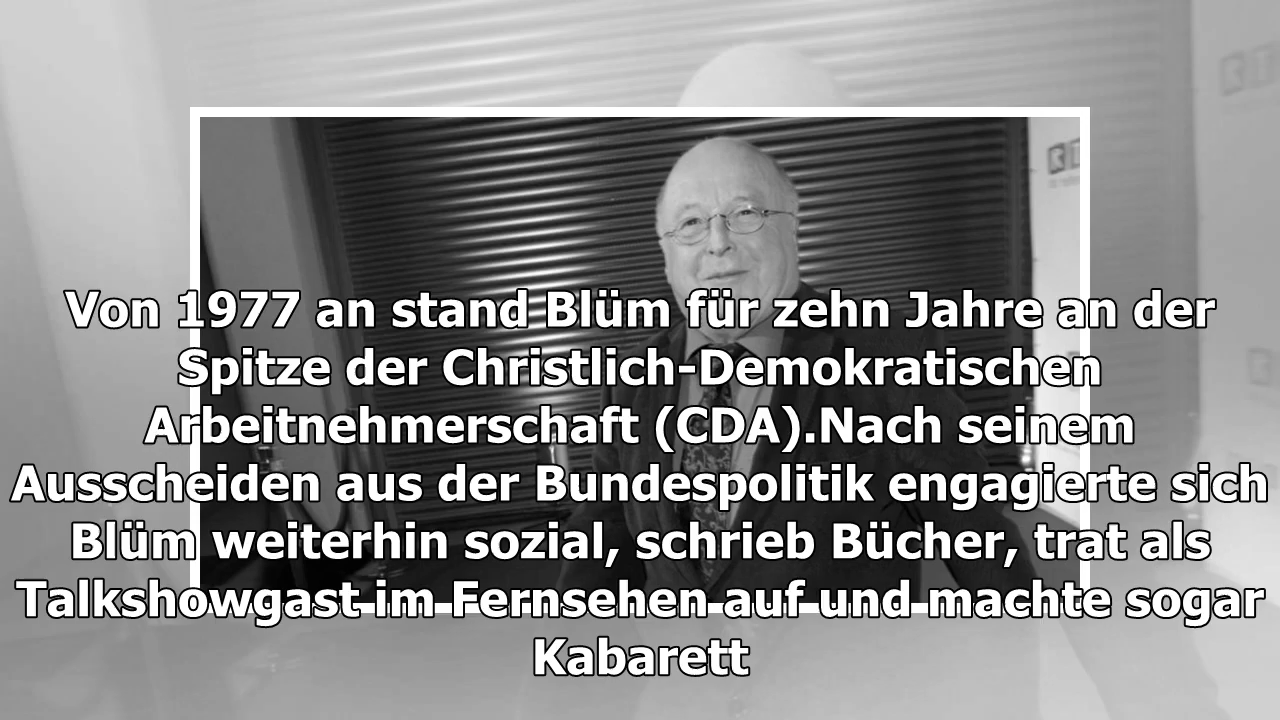 Von 1977 an stand Blüm für zehn Jahre an der
Spitze der Christlich-Demokratischen
Arbeitnehmerschaft (CDA).Nach seinem
Ausscheiden aus der Bundespolitik engagierte sich
Blüm weiterhin sozial, schrieb Bücher, trat als
Talkshowgast im Fernsehen auf und machte sogar
Kabarett